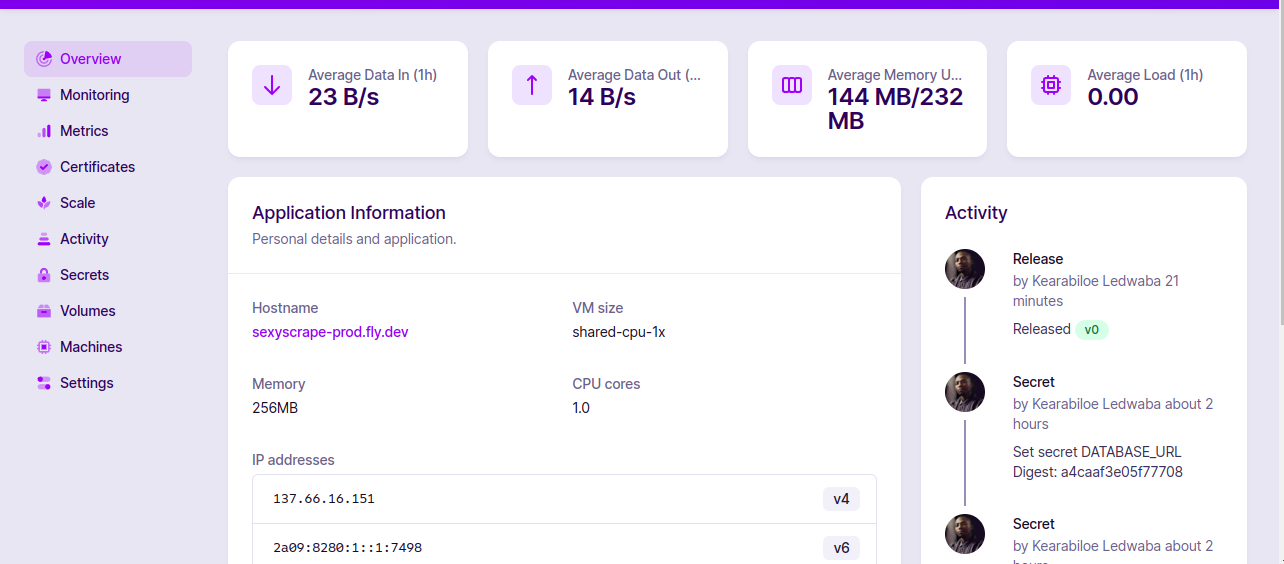 Overview
Monitoring
Metrics
Certificates
Scale
Activity
Secrets
Volumes
Machines
Settings
Average Data In (1h)
23 B/s
Average Data Out (...
14 B/s
Average Memory U...
144 MB/232
MB
Average Load (1h)
0.00
Application Information
Personal details and application.
Hostname
sexyscrape-prod.fly.dev
VM size
shared-cpu-1x
Memory
256MB
CPU cores
1.0
IP addresses
137.66.16.151
v4
2a09:8280:1::1:7498
v6
Activity
Release
by Kearabiloe Ledwaba 21
minutes
Released v0
Secret
by Kearabiloe Ledwaba about 2
hours
Set secret DATABASE_URL
Digest: a4caaf3e05f77708
Secret
by Kearabiloe Ledwaba about 2
hours